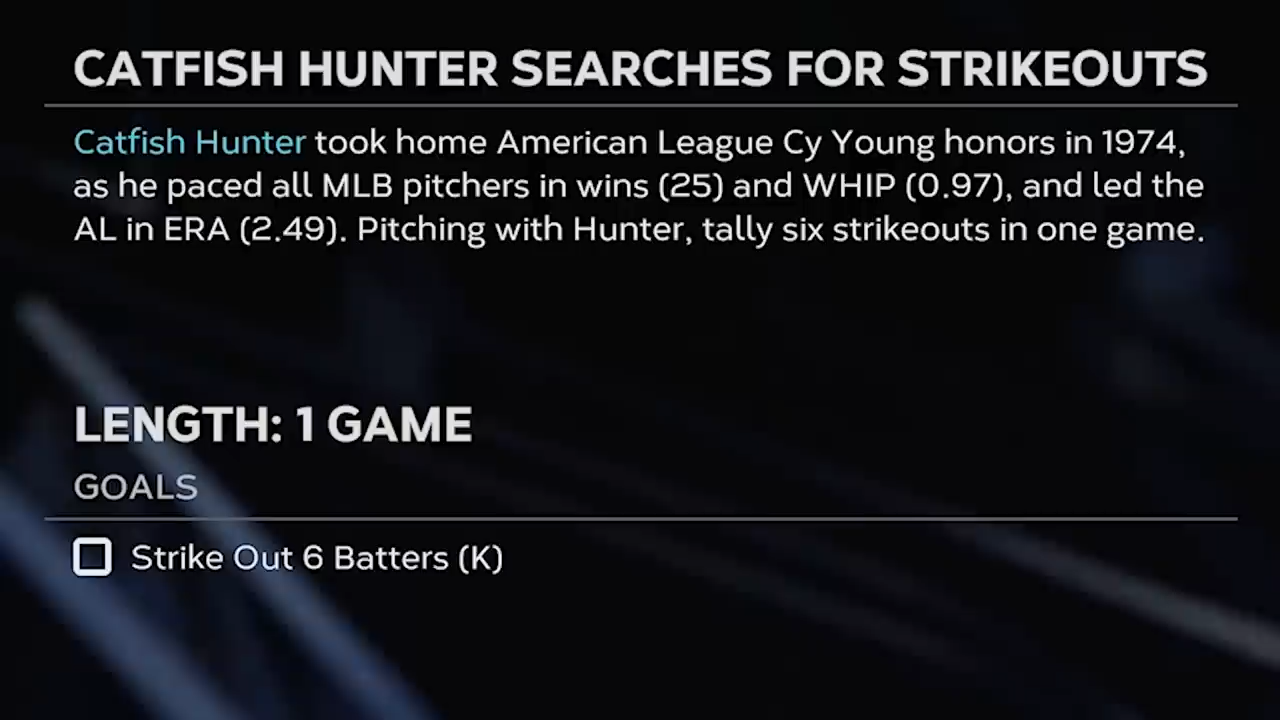 CATFISH HUNTER SEARCHES FOR STRIKEOUTS
Catfish Hunter took home American League Cy Young honors in 1974,
as he paced all MLB pitchers in wins (25) and WHIP (0.97), and led the
AL in ERA (2.49). Pitching with Hunter, tally six strikeouts in one game.
LENGTH: 1 GAME
GOALS
Strike Out 6 Batters (K)